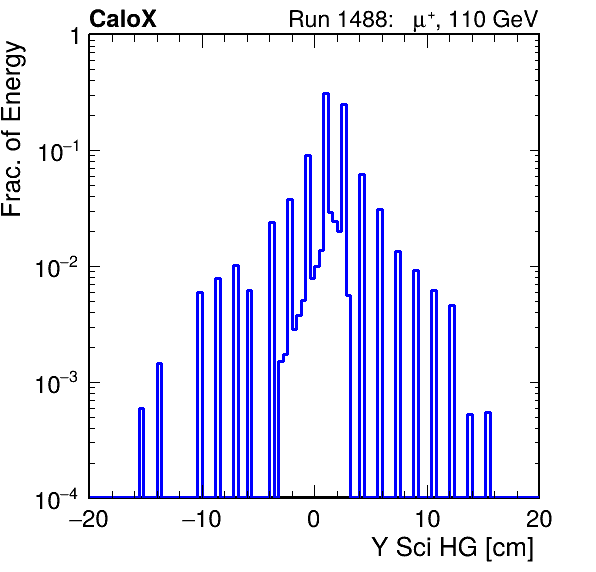 CaloX Run 1488: μ⁺, 110 GeV
Frac. of Energy
1
10⁻¹
10⁻²
10⁻³
10⁻⁴
−20 −10 0 10 20
Y Sci HG [cm]